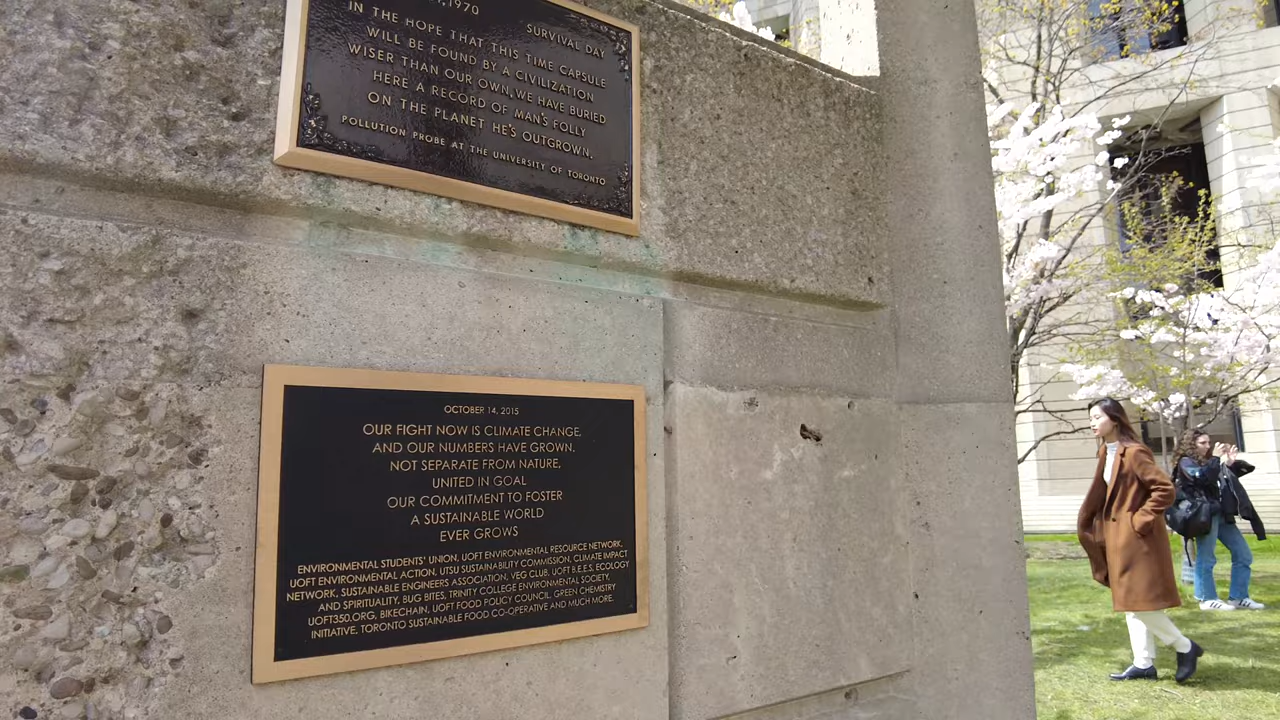 1970
SURVIVAL DAY
IN THE HOPE THAT THIS TIME CAPSULE
WILL BE FOUND BY A CIVILIZATION
WISER THAN OUR OWN, WE HAVE BURIED
HERE A RECORD OF MAN'S FOLLY
ON THE PLANET HE'S OUTGROWN.
POLLUTION PROBE AT THE UNIVERSITY OF TORONTO
OCTOBER 14, 2015
OUR FIGHT NOW IS CLIMATE CHANGE,
AND OUR NUMBERS HAVE GROWN.
NOT SEPARATE FROM NATURE,
UNITED IN GOAL
OUR COMMITMENT TO FOSTER
A SUSTAINABLE WORLD
EVER GROWS
ENVIRONMENTAL STUDENTS' UNION, UOFT ENVIRONMENTAL RESOURCE NETWORK,
UOFT ENVIRONMENTAL ACTION, UTSU SUSTAINABILITY COMMISSION, CLIMATE IMPACT
NETWORK, SUSTAINABLE ENGINEERS ASSOCIATION, VEG CLUB, UOFT B.E.E.S, ECOLOGY
AND SPIRITUALITY, BUG BITES, TRINITY COLLEGE ENVIRONMENTAL SOCIETY,
UOFT350.ORG, BIKECHAIN, UOFT FOOD POLICY COUNCIL, GREEN CHEMISTRY
INITIATIVE, TORONTO SUSTAINABLE FOOD CO-OPERATIVE AND MUCH MORE.